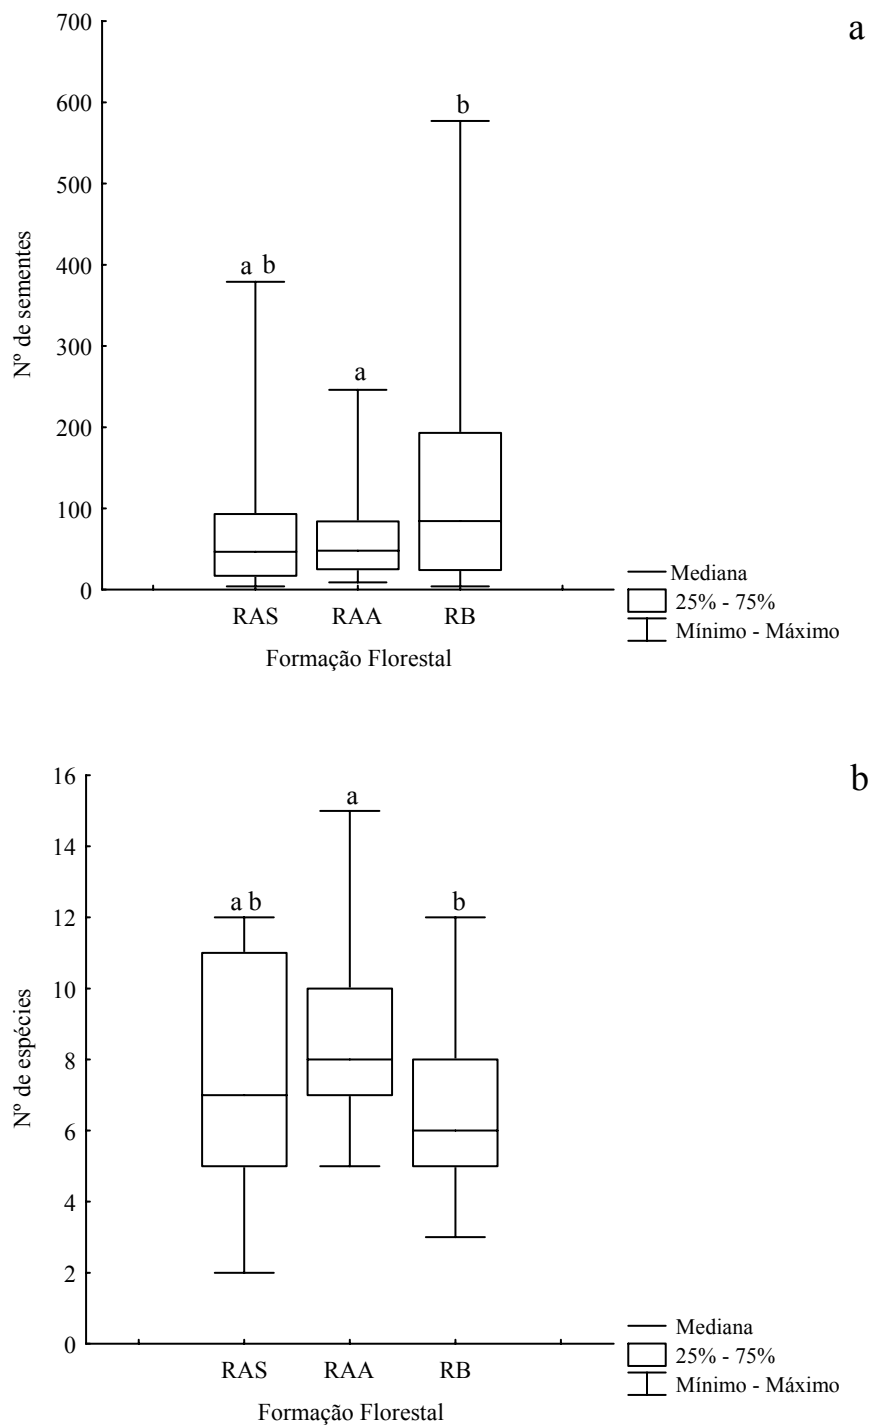 a
700
600
500
400
300
200
100
0
Nº de sementes
a b
a
b
RAS RAA RB
Formação Florestal
Mediana
25% - 75%
Mínimo - Máximo
b
16
14
12
10
8
6
4
2
0
Nº de espécies
a b
a
b
RAS RAA RB
Formação Florestal
Mediana
25% - 75%
Mínimo - Máximo